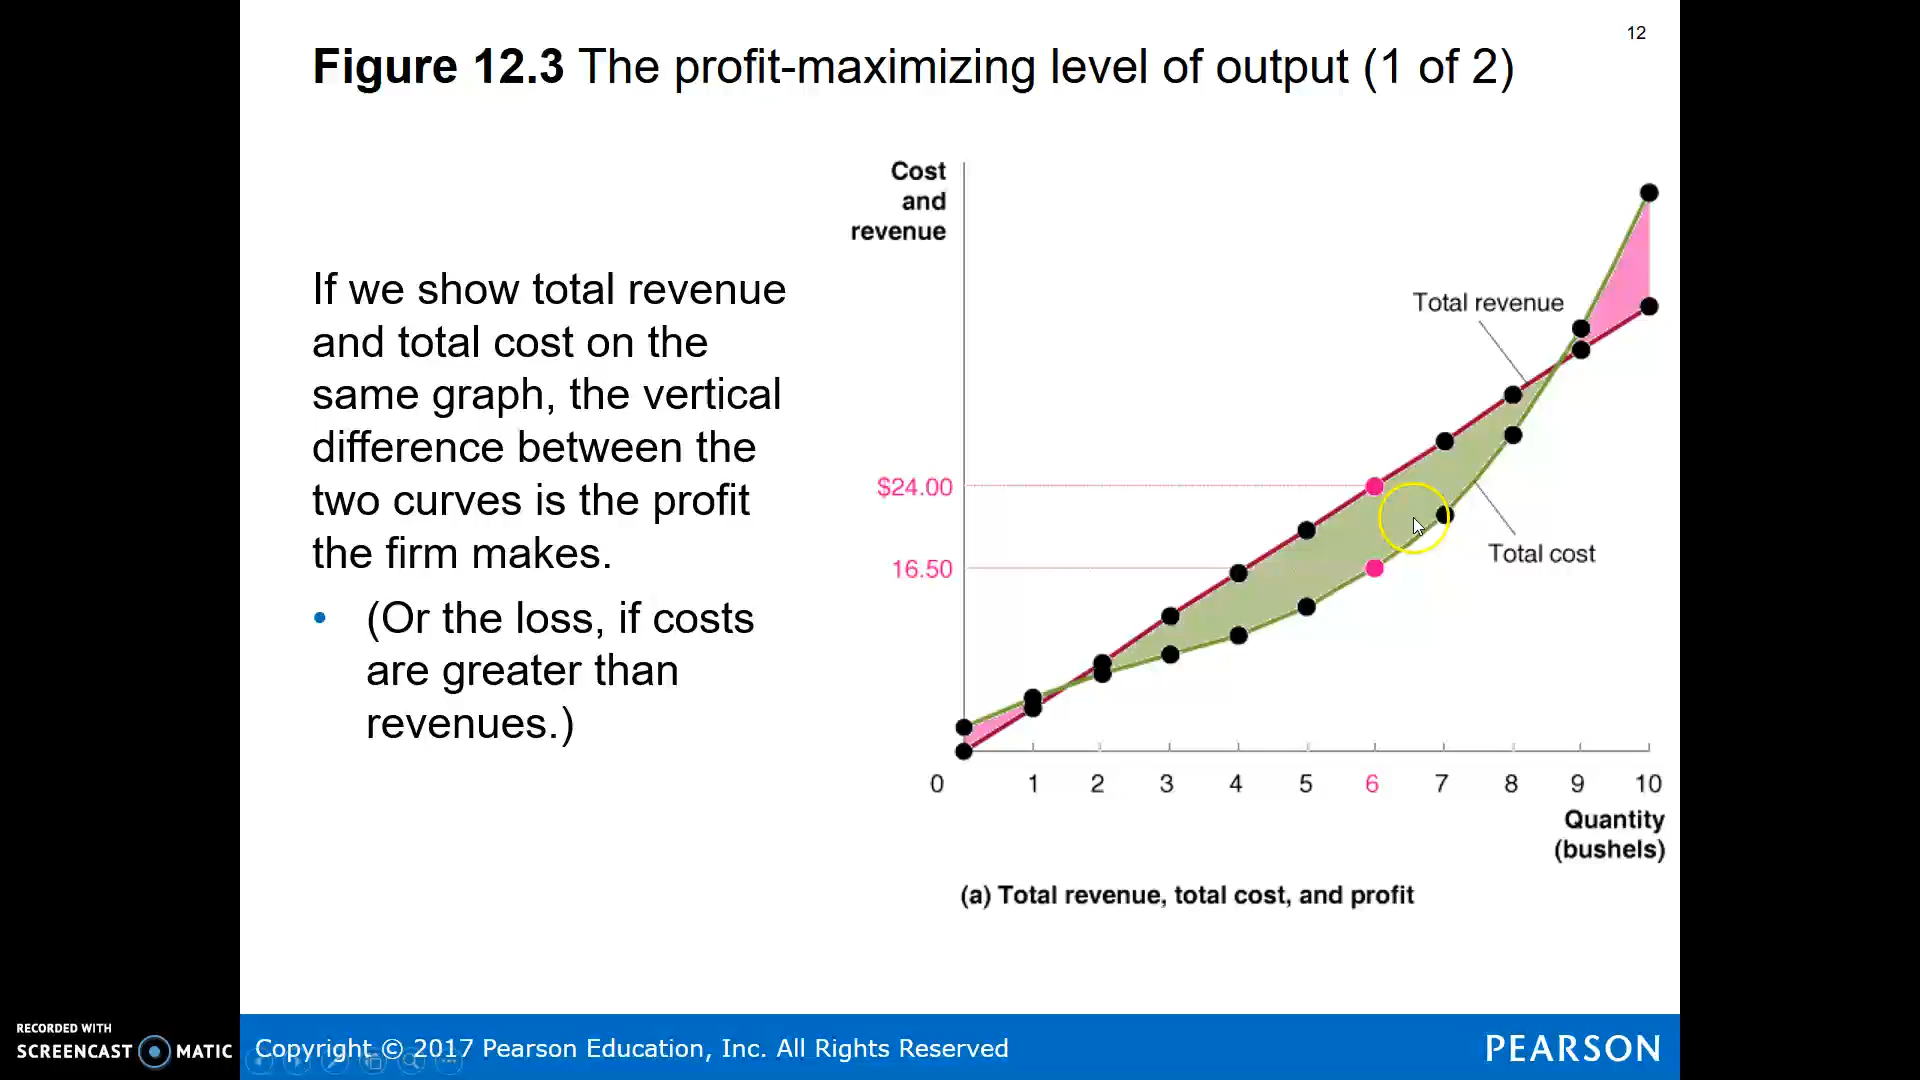 12
Figure 12.3 The profit-maximizing level of output (1 of 2)
If we show total revenue
and total cost on the
same graph, the vertical
difference between the
two curves is the profit
the firm makes.
• (Or the loss, if costs
are greater than
revenues.)
Cost
and
revenue
Total revenue
$24.00
16.50
Total cost
0 1 2 3 4 5 6 7 8 9 10
Quantity
(bushels)
(a) Total revenue, total cost, and profit
RECORDED WITH
SCREENCAST MATIC
Copyright © 2017 Pearson Education, Inc. All Rights Reserved
PEARSON